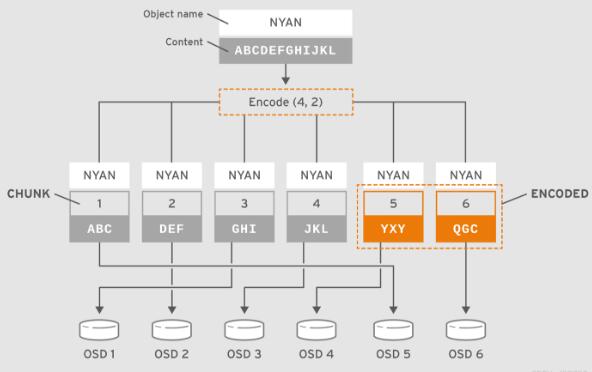 Object name
NYAN
Content
ABCDEFGHIJKL
Encode (4, 2)
NYAN NYAN NYAN NYAN NYAN NYAN
CHUNK 1 2 3 4 5 6 ENCODED
ABC DEF GHI JKL YXY QGC
OSD 1 OSD 2 OSD 3 OSD 4 OSD 5 OSD 6